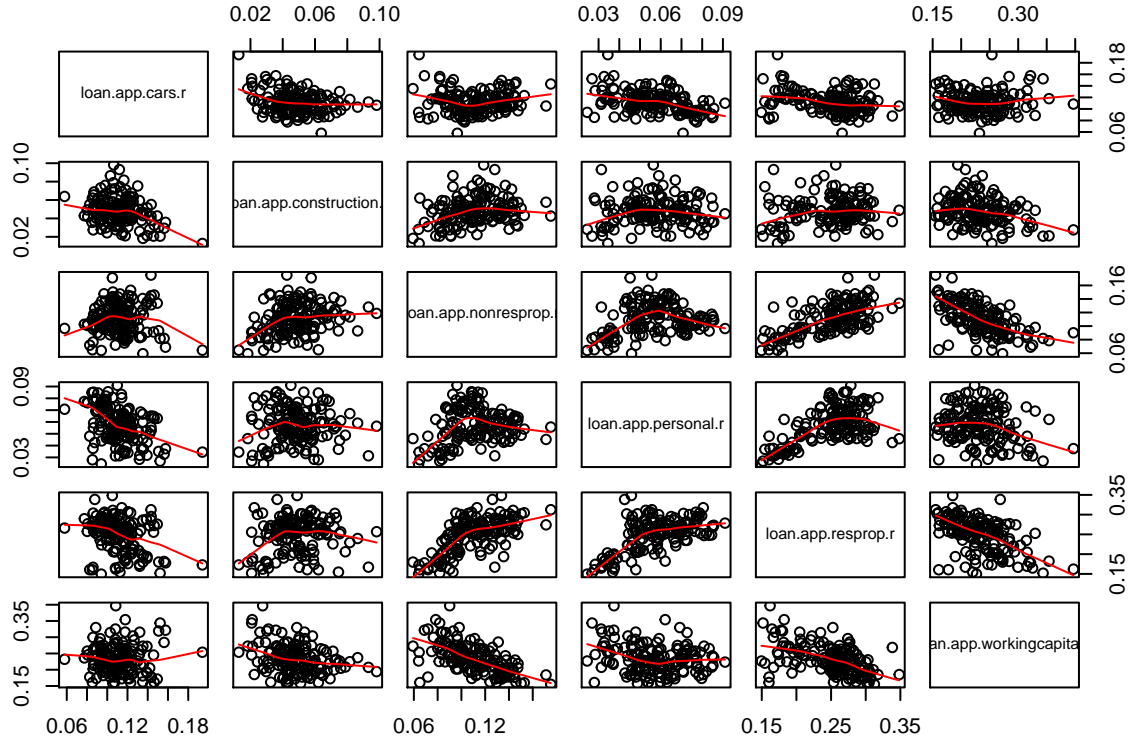 0.02 0.06 0.10 0.03 0.05 0.07 0.09 0.15 0.30
loan.app.cars.r
0.06 0.18
0.02 0.10
oan.app.construction.
oan.app.nonresprop.
0.06 0.16
0.03 0.09
loan.app.personal.r
loan.app.resprop.r
0.15 0.35
0.15 0.35
an.app.workingcapita
0.06 0.12 0.18 0.06 0.12 0.15 0.25 0.35